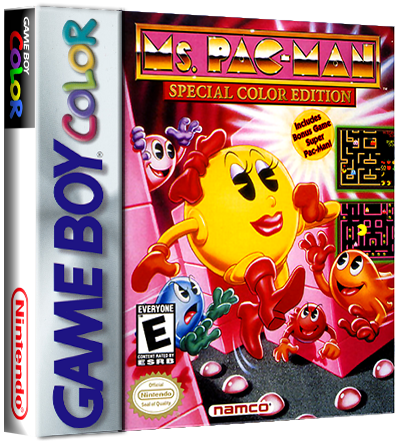 GAME BOY
COLOR
Nintendo
GAME BOY COLOR
MS. PAC-MAN
™
SPECIAL COLOR EDITION
Includes
Bonus Game
Super
Pac-Man!
EVERYONE
E
CONTENT RATED BY
ESRB
Official
Nintendo
Seal of Quality
namco®